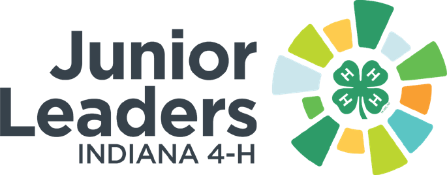 Junior
Leaders
INDIANA 4-H
H H
H H